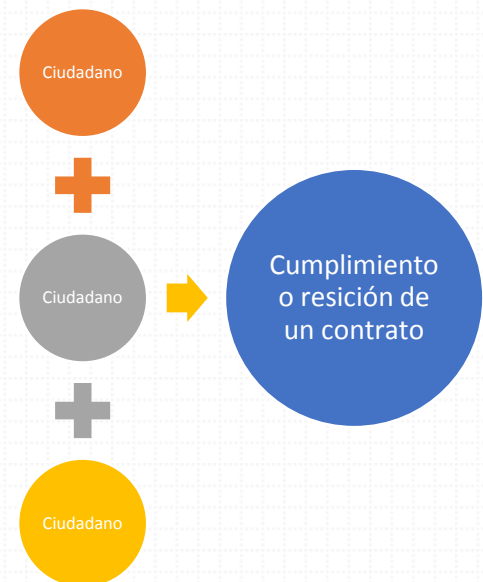 Ciudadano
Ciudadano
Ciudadano
Cumplimiento
o resición de
un contrato